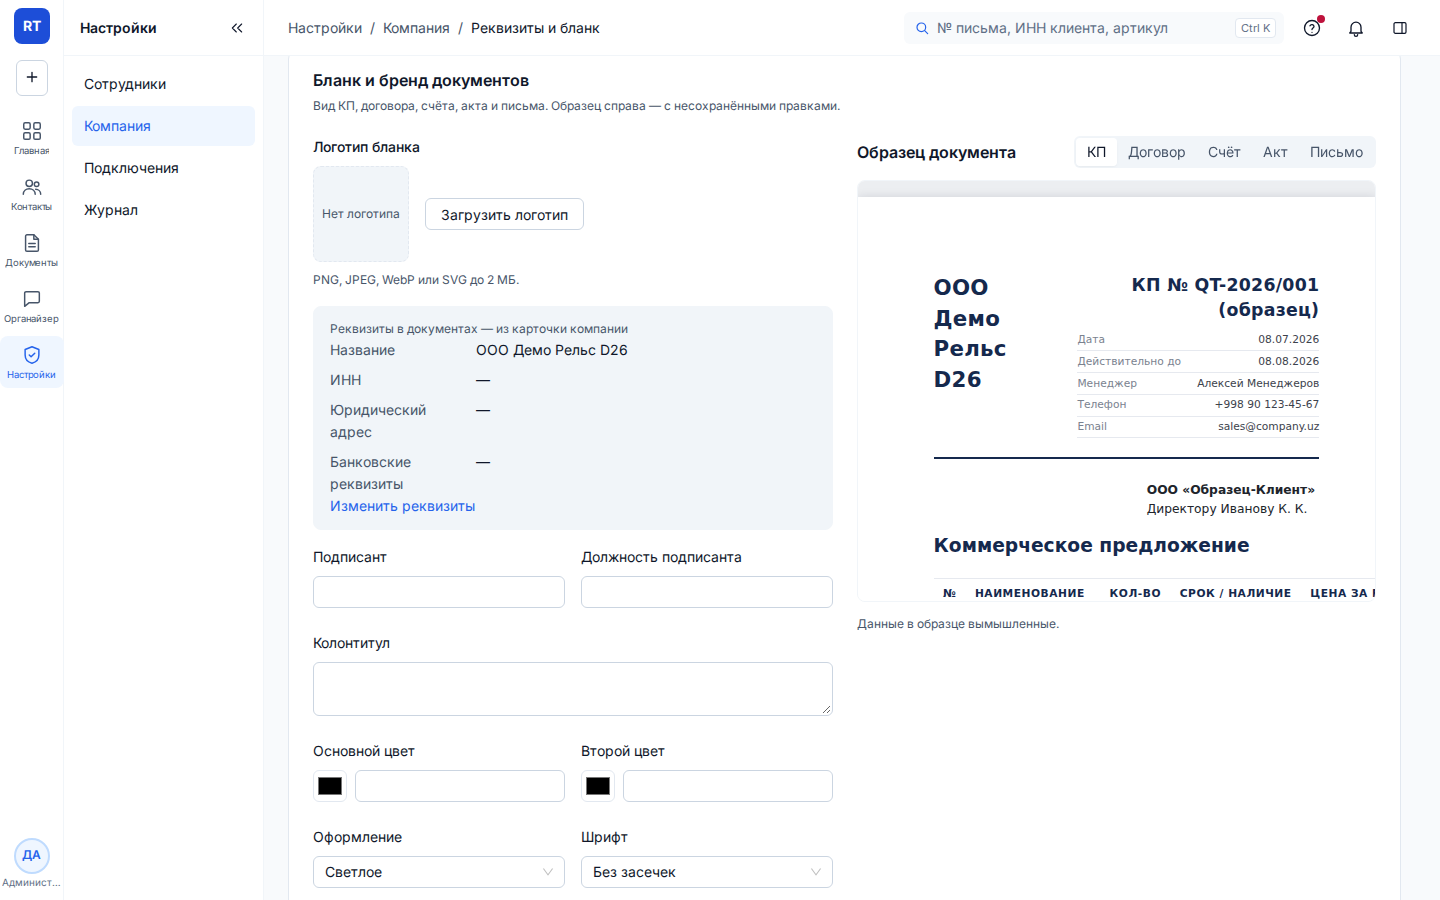 RT
Настройки
Настройки / Компания / Реквизиты и бланк
№ письма, ИНН клиента, артикул
Ctrl K
Главная
Контакты
Документы
Органайзер
Настройки
ДА
Админист...
Сотрудники
Компания
Подключения
Журнал
Бланк и бренд документов
Вид КП, договора, счёта, акта и письма. Образец справа — с несохранёнными правками.
Логотип бланка
Нет логотипа
Загрузить логотип
PNG, JPEG, WebP или SVG до 2 МБ.
Реквизиты в документах — из карточки компании
Название ООО Демо Рельс D26
ИНН —
Юридический адрес —
Банковские реквизиты —
Изменить реквизиты
Подписант
Должность подписанта
Колонтитул
Основной цвет
Второй цвет
Оформление
Шрифт
Светлое
Без засечек
Образец документа
КП Договор Счёт Акт Письмо
ООО
Демо
Рельс
D26
КП № QT-2026/001
(образец)
Дата 08.07.2026
Действительно до 08.08.2026
Менеджер Алексей Менеджеров
Телефон +998 90 123-45-67
Email sales@company.uz
ООО «Образец-Клиент»
Директору Иванову К. К.
Коммерческое предложение
№ НАИМЕНОВАНИЕ КОЛ-ВО СРОК / НАЛИЧИЕ ЦЕНА ЗА
Данные в образце вымышленные.